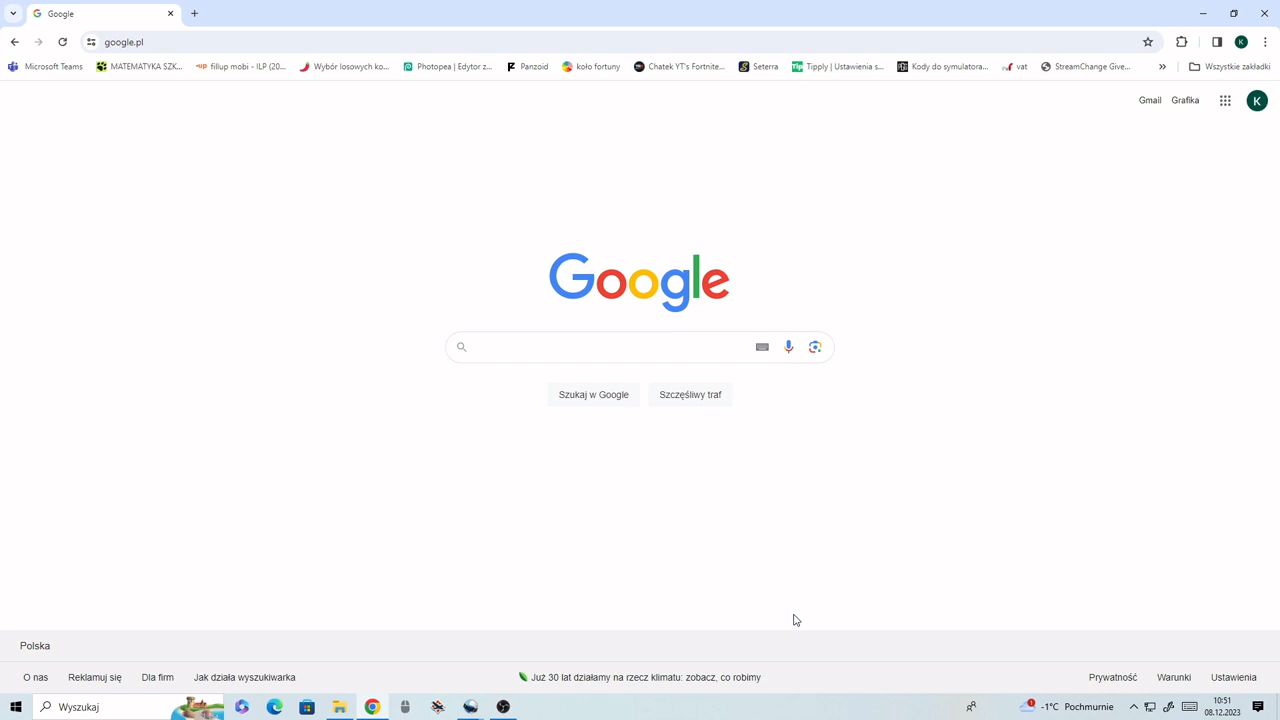 Google
google.pl
Microsoft Teams MATEMATYKA SZK... fillup mobi - ILP (20... Wybór losowych ko... Photopea | Edytor z... Panzoid koło fortuny Chatek YT's Fortnite... Seterra Tipply | Ustawienia s... Kody do symulatora... vat StreamChange Give... » Wszystkie zakładki
Gmail Grafika K
Google
Szukaj w Google Szczęśliwy traf
Polska
O nas Reklamuj się Dla firm Jak działa wyszukiwarka Już 30 lat działamy na rzecz klimatu: zobacz, co robimy Prywatność Warunki Ustawienia
Wyszukaj -1°C Pochmurnie 10:51
08.12.2023